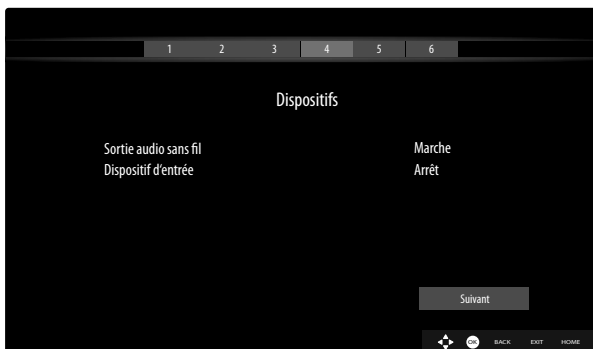 1 2 3 4 5 6
Dispositifs
Sortie audio sans fil Marche
Dispositif d'entrée Arrêt
Suivant
OK BACK EXIT HOME